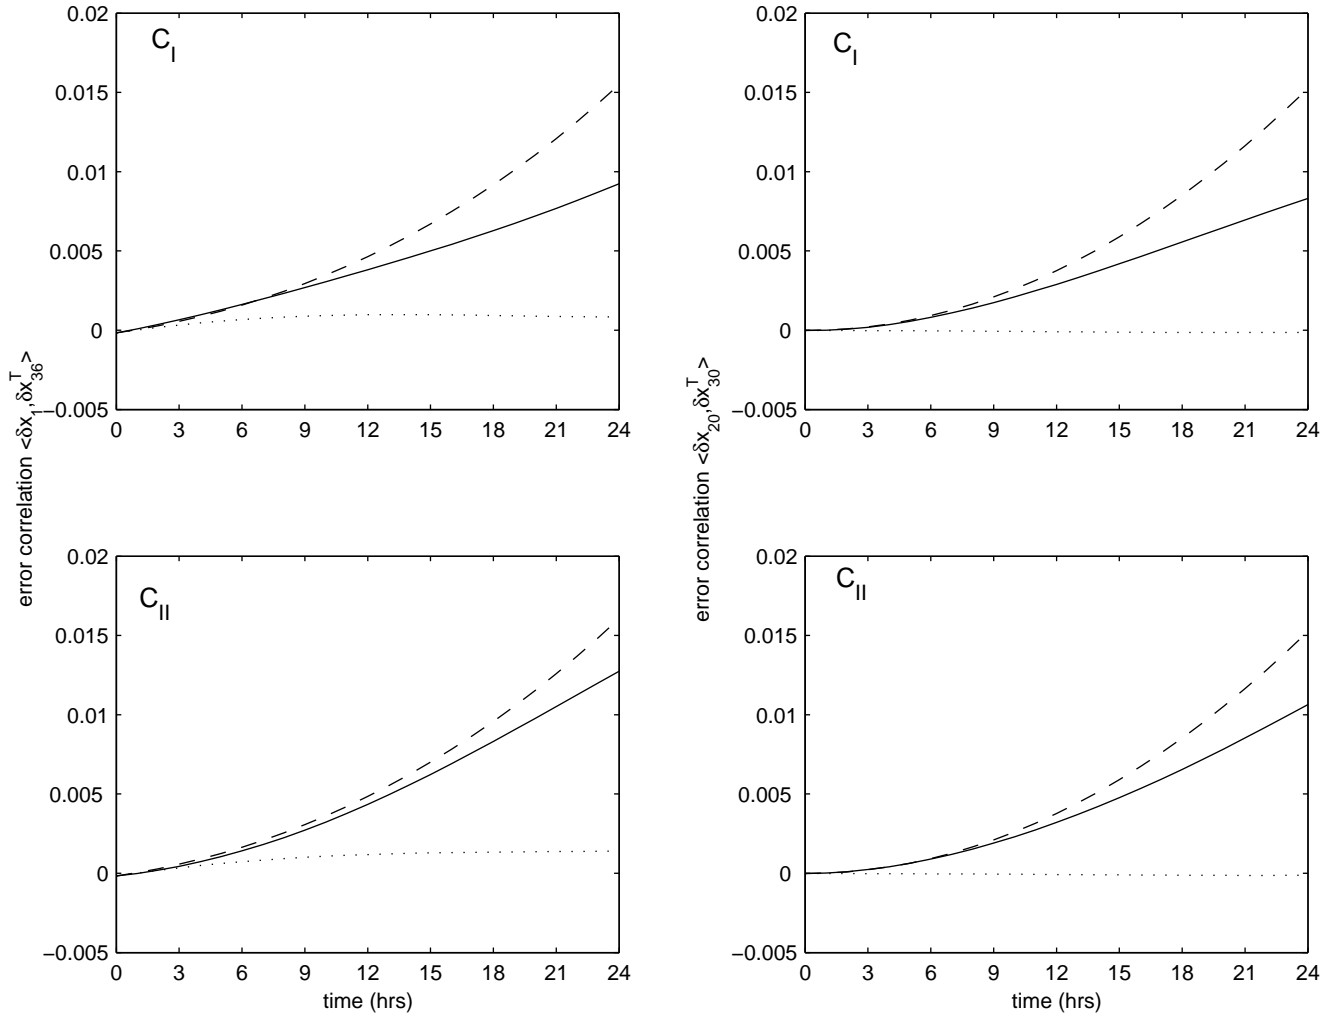 0.02
0.015
0.01
0.005
0
−0.005
0 3 6 9 12 15 18 21 24
C_I
error correlation <δx_1,δx_36^T>
0.02
0.015
0.01
0.005
0
−0.005
0 3 6 9 12 15 18 21 24
C_I
error correlation <δx_20,δx_30^T>
0.02
0.015
0.01
0.005
0
−0.005
0 3 6 9 12 15 18 21 24
C_II
time (hrs)
0.02
0.015
0.01
0.005
0
−0.005
0 3 6 9 12 15 18 21 24
C_II
time (hrs)